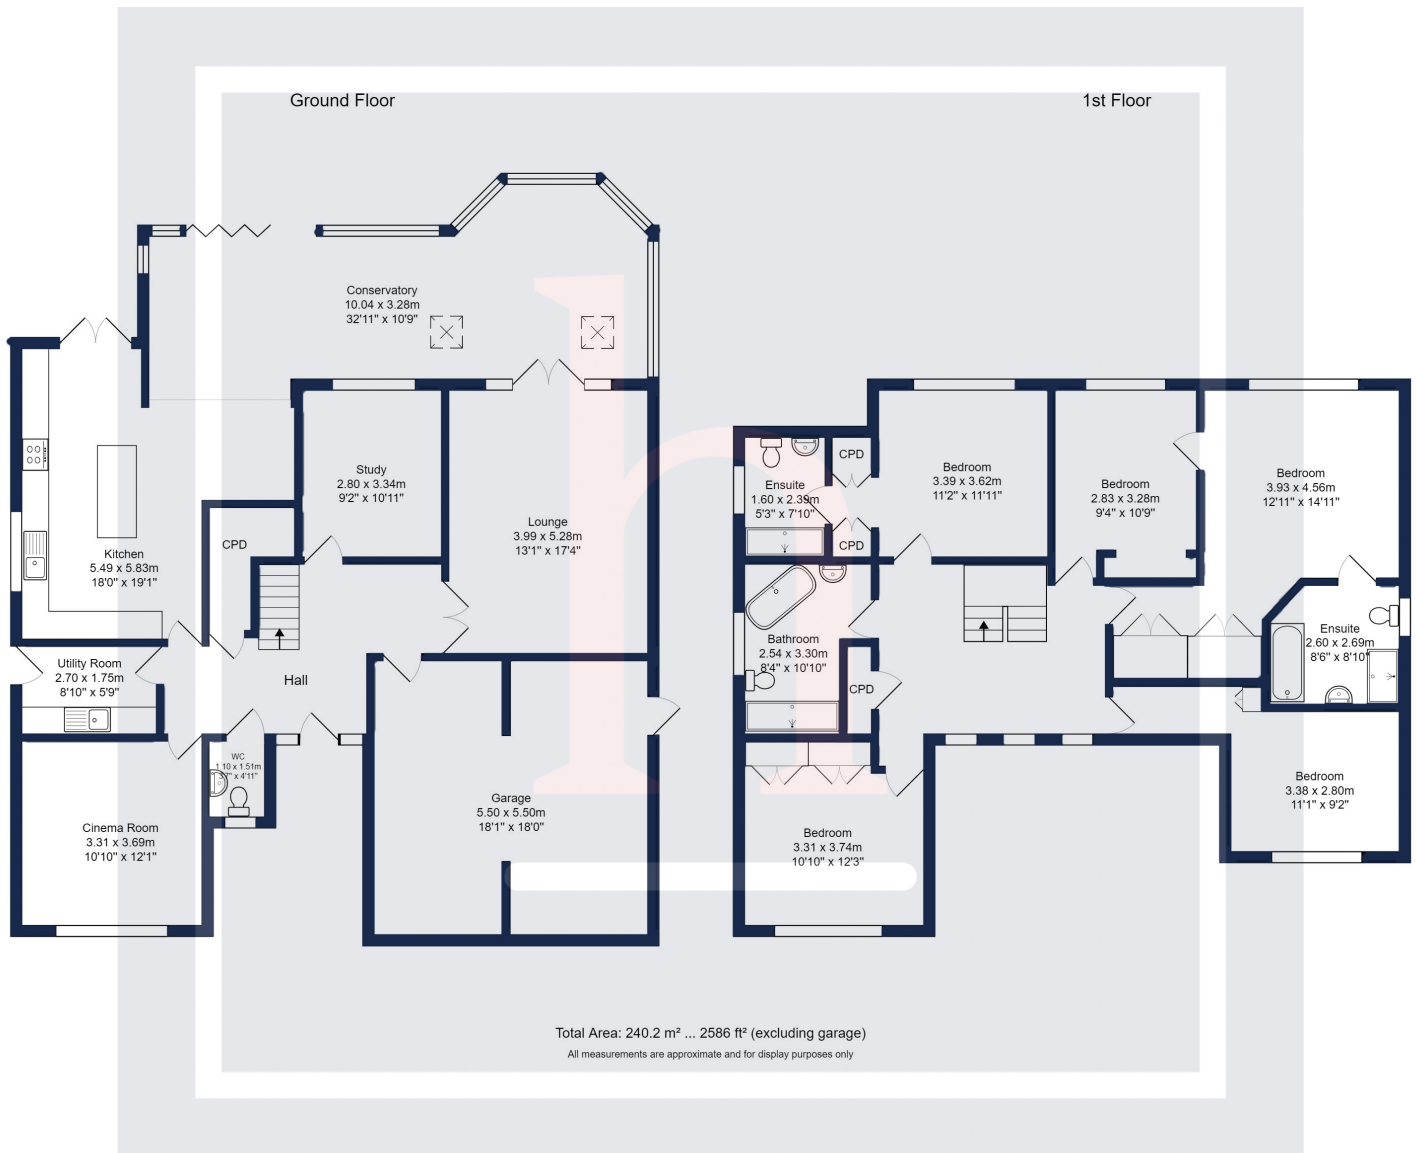 Ground Floor
1st Floor
Conservatory
10.04 x 3.28m
32'11" x 10'9"
Study
2.80 x 3.34m
9'2" x 10'11"
Lounge
3.99 x 5.28m
13'1" x 17'4"
CPD
Kitchen
5.49 x 5.83m
18'0" x 19'1"
Utility Room
2.70 x 1.75m
8'10" x 5'9"
Hall
WC
1.10 x 1.51m
3'7" x 4'11"
Cinema Room
3.31 x 3.69m
10'10" x 12'1"
Garage
5.50 x 5.50m
18'1" x 18'0"
CPD
Ensuite
1.60 x 2.39m
5'3" x 7'10"
CPD
Bedroom
3.39 x 3.62m
11'2" x 11'11"
Bedroom
2.83 x 3.28m
9'4" x 10'9"
Bedroom
3.93 x 4.56m
12'11" x 14'11"
Bathroom
2.54 x 3.30m
8'4" x 10'10"
CPD
Ensuite
2.60 x 2.69m
8'6" x 8'10"
Bedroom
3.31 x 3.74m
10'10" x 12'3"
Bedroom
3.38 x 2.80m
11'1" x 9'2"
n
Total Area: 240.2 m² ... 2586 ft² (excluding garage)
All measurements are approximate and for display purposes only